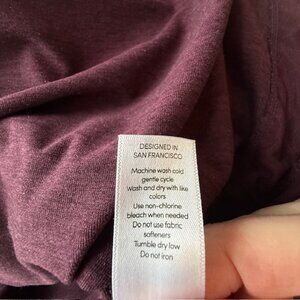 DESIGNED IN
SAN FRANCISCO
Machine wash cold
gentle cycle
Wash and dry with like
colors
Use non-chlorine
bleach when needed
Do not use fabric
softeners
Tumble dry low
Do not iron